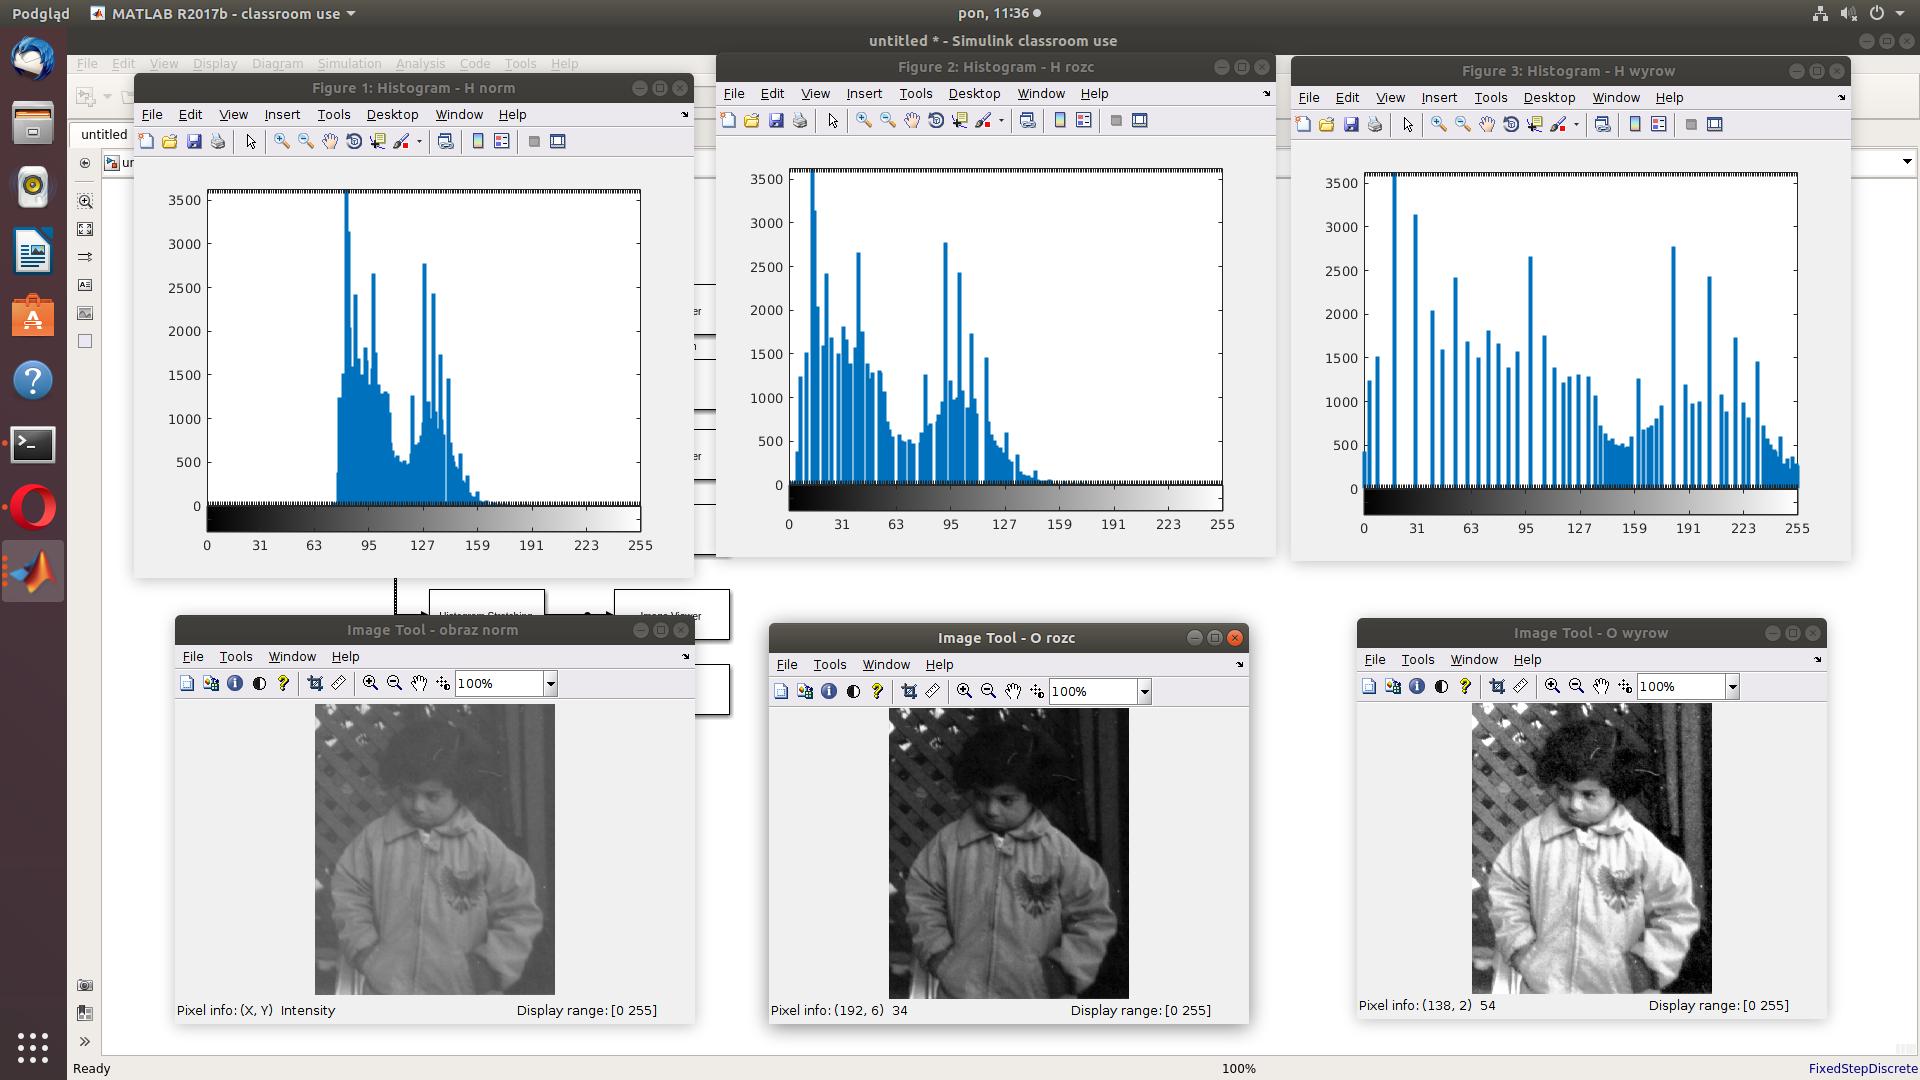 Podgląd
MATLAB R2017b - classroom use
pon, 11:36
untitled * - Simulink classroom use
File Edit View Display Diagram Simulation Analysis Code Tools Help
untitled
Figure 1: Histogram - H norm
File Edit View Insert Tools Desktop Window Help
3500
3000
2500
2000
1500
1000
500
0
0 31 63 95 127 159 191 223 255
Figure 2: Histogram - H rozc
File Edit View Insert Tools Desktop Window Help
3500
3000
2500
2000
1500
1000
500
0
0 31 63 95 127 159 191 223 255
Figure 3: Histogram - H wyrow
File Edit View Insert Tools Desktop Window Help
3500
3000
2500
2000
1500
1000
500
0
0 31 63 95 127 159 191 223 255
Image Tool - obraz norm
File Tools Window Help
100%
Pixel info: (X, Y) Intensity
Display range: [0 255]
Image Tool - O rozc
File Tools Window Help
100%
Pixel info: (192, 6) 34
Display range: [0 255]
Image Tool - O wyrow
File Tools Window Help
100%
Pixel info: (138, 2) 54
Display range: [0 255]
Ready
100%
FixedStepDiscrete